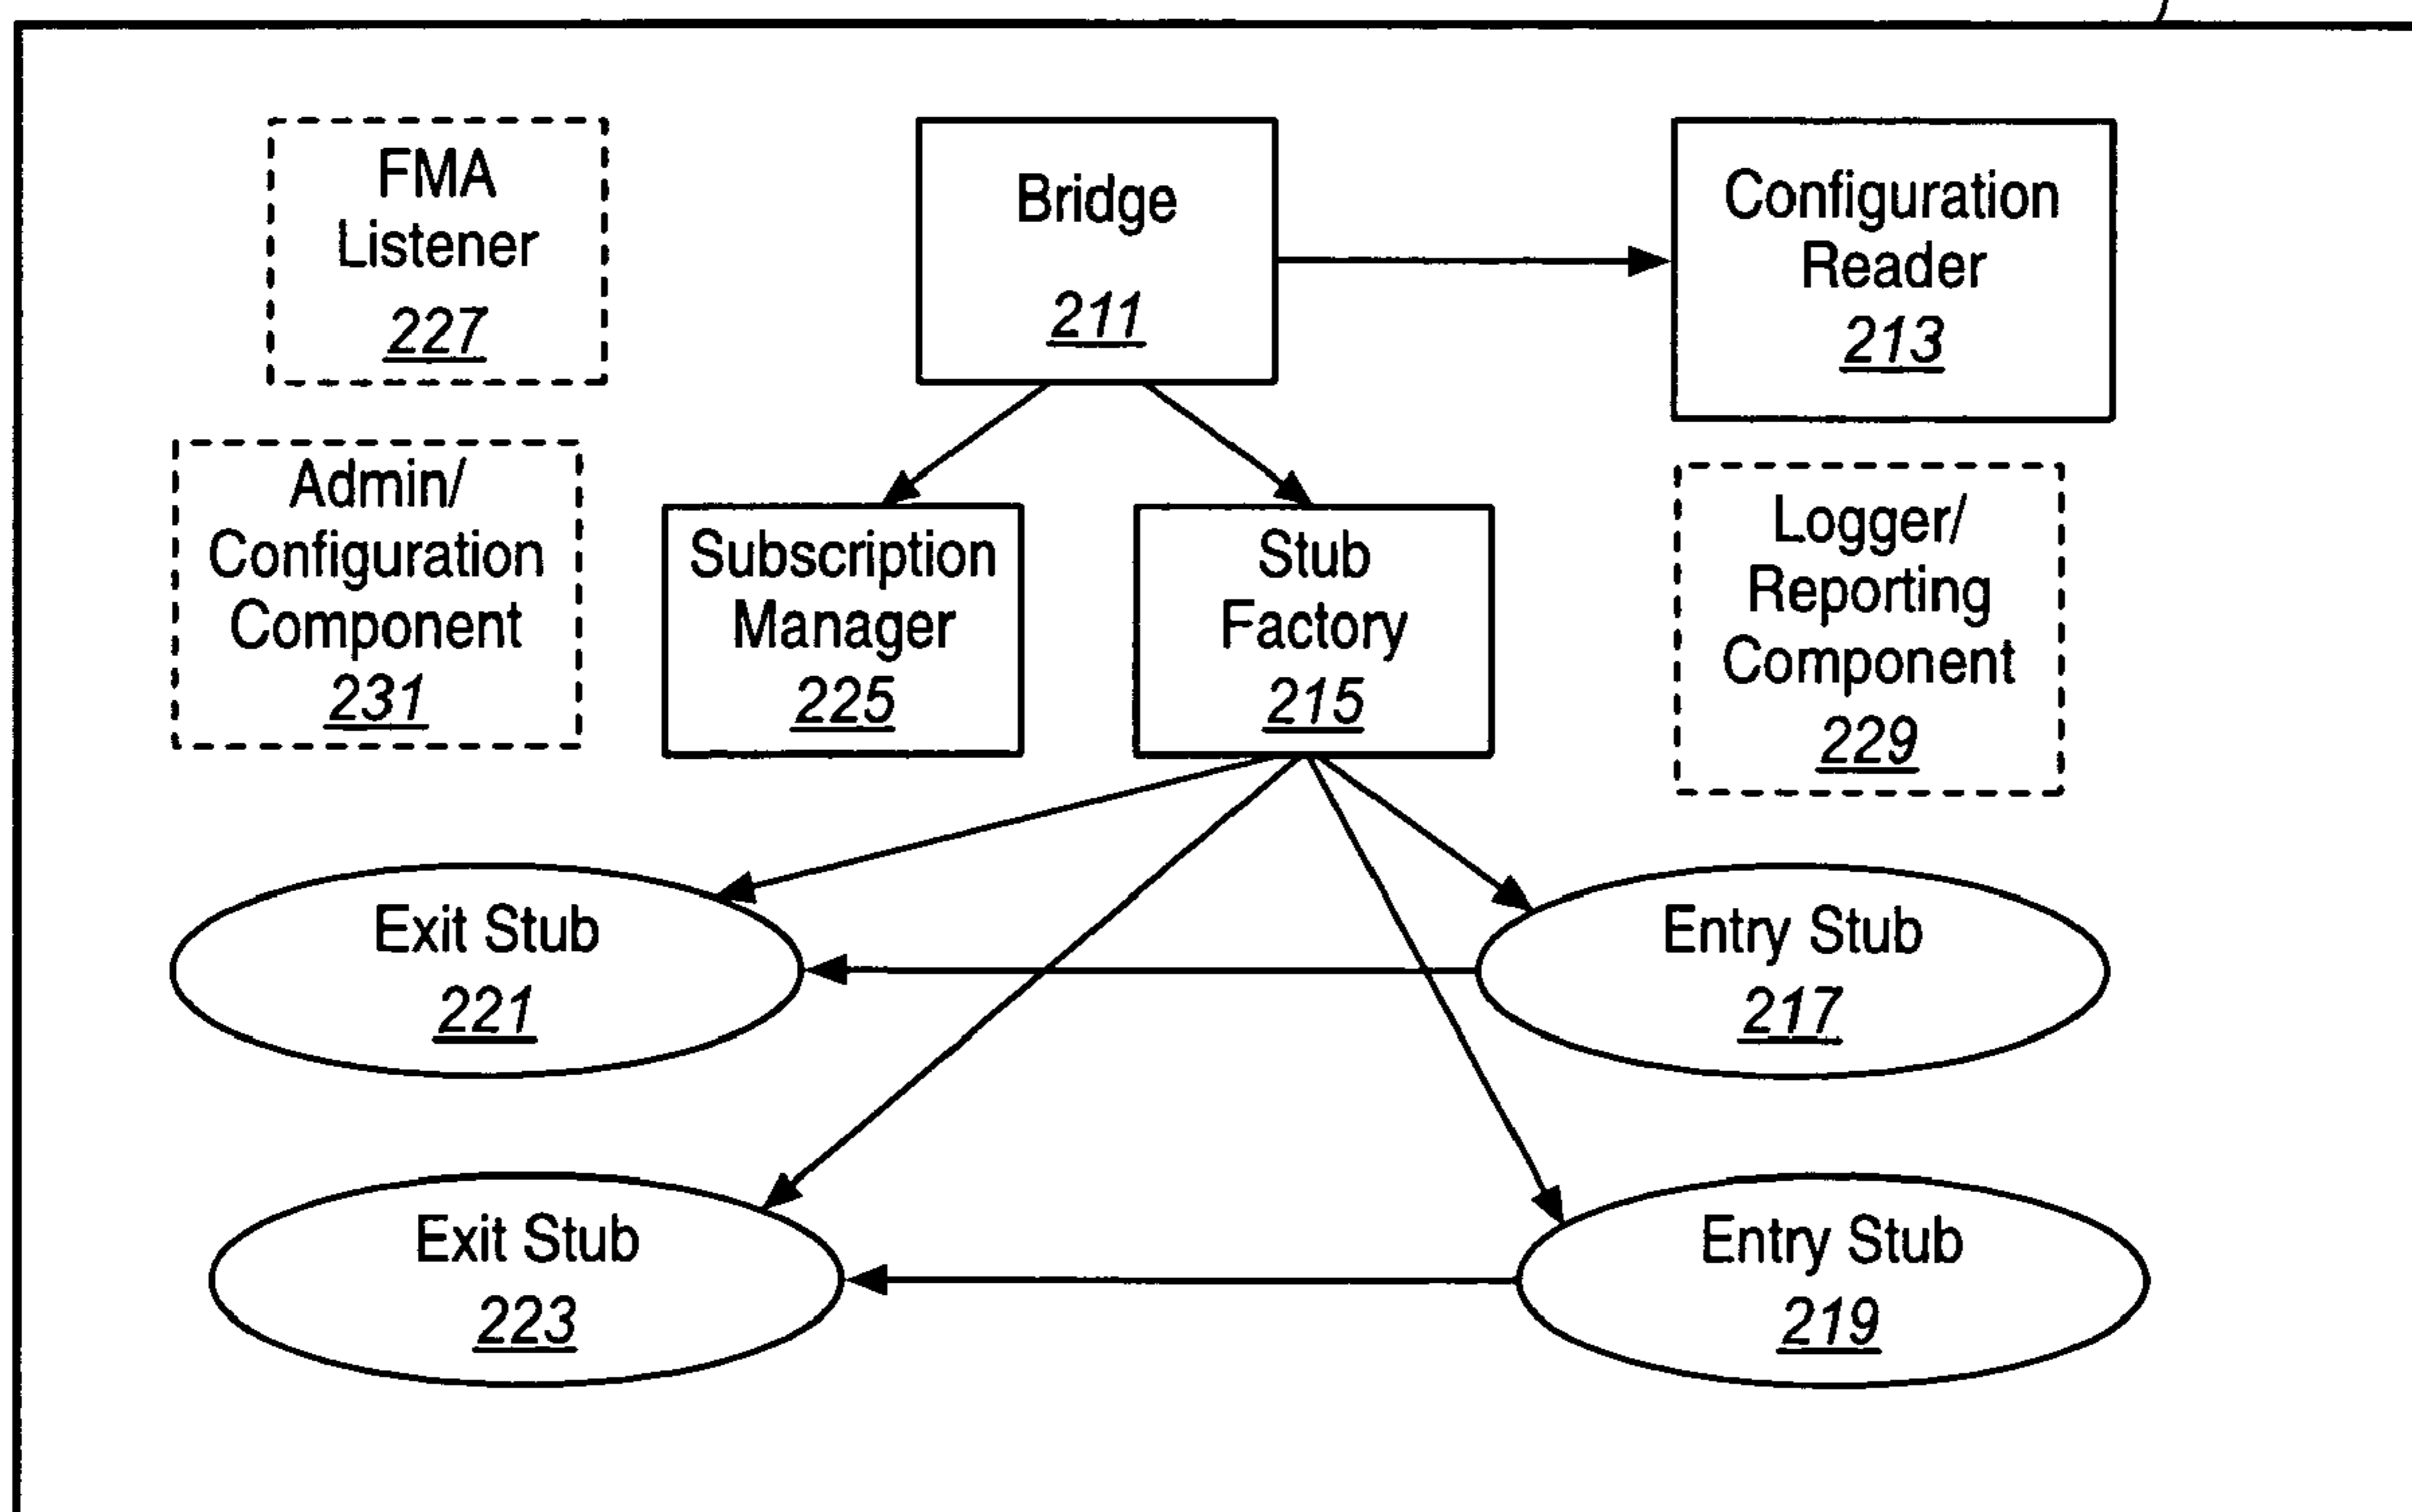 FMA
Listener
227
Bridge
211
Configuration
Reader
213
Admin/
Configuration
Component
231
Subscription
Manager
225
Stub
Factory
215
Logger/
Reporting
Component
229
Exit Stub
221
Entry Stub
217
Exit Stub
223
Entry Stub
219